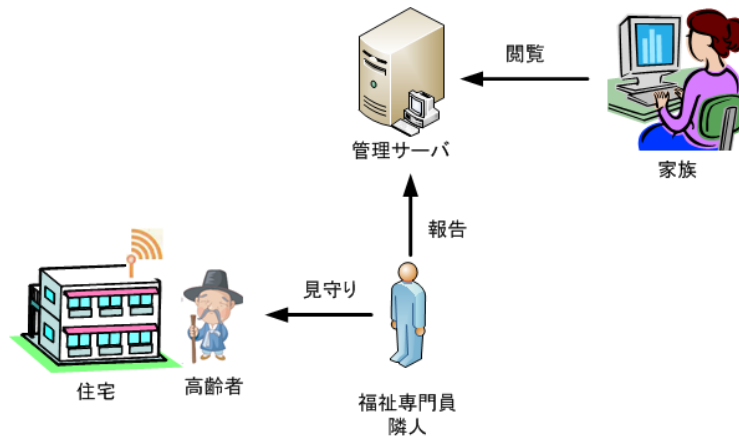 閲覧
管理サーバ
家族
報告
見守り
住宅
高齢者
福祉専門員
隣人